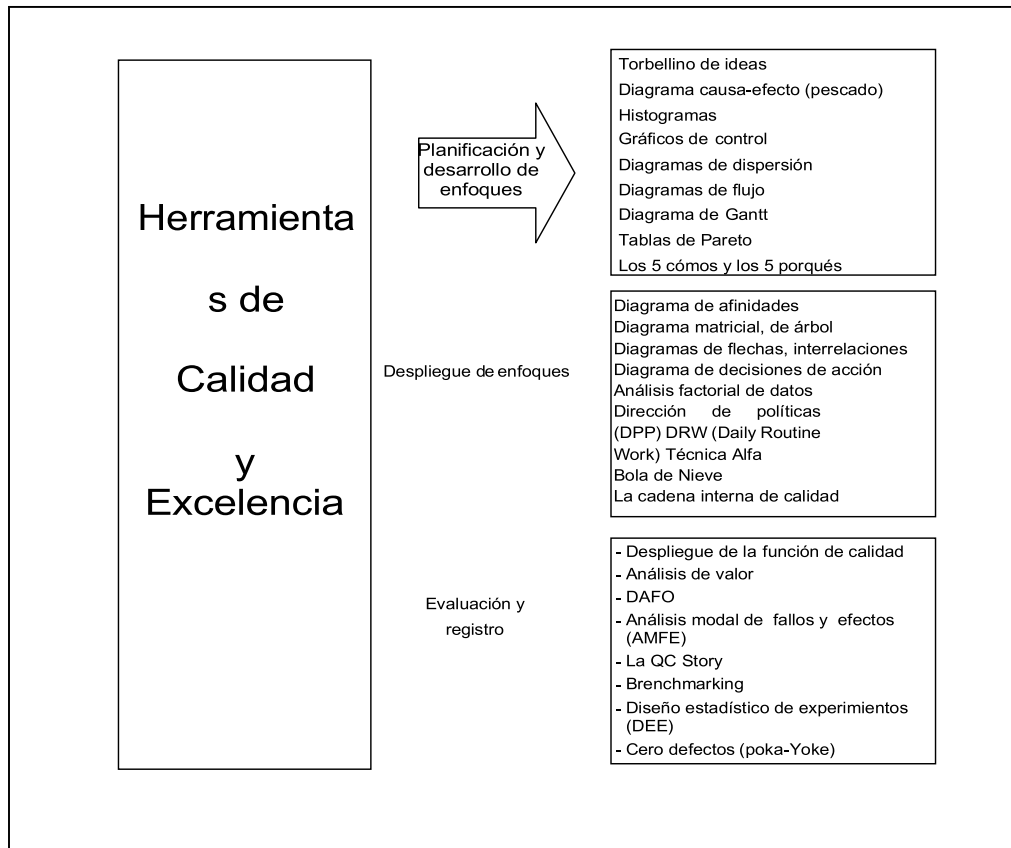 Herramienta
s de
Calidad
y
Excelencia
Planificación y
desarrollo de
enfoques
Torbellino de ideas
Diagrama causa-efecto (pescado)
Histogramas
Gráficos de control
Diagramas de dispersión
Diagramas de flujo
Diagrama de Gantt
Tablas de Pareto
Los 5 cómos y los 5 porqués
Despliegue de enfoques
Diagrama de afinidades
Diagrama matricial, de árbol
Diagramas de flechas, interrelaciones
Diagrama de decisiones de acción
Análisis factorial de datos
Dirección de políticas
(DPP) DRW (Daily Routine
Work) Técnica Alfa
Bola de Nieve
La cadena interna de calidad
Evaluación y
registro
- Despliegue de la función de calidad
- Análisis de valor
- DAFO
- Análisis modal de fallos y efectos
(AMFE)
- La QC Story
- Brenchmarking
- Diseño estadístico de experimentos
(DEE)
- Cero defectos (poka-Yoke)